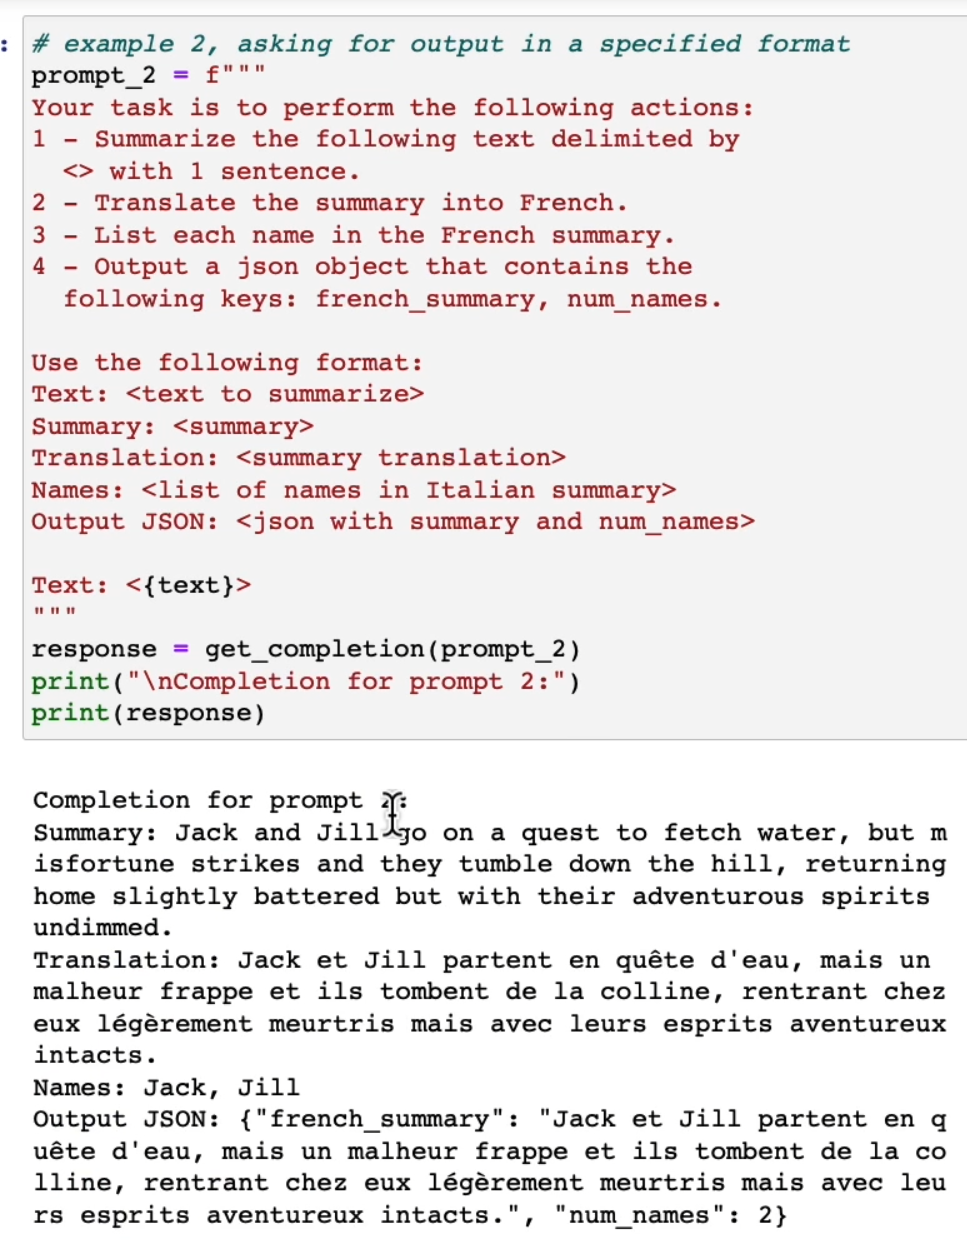 :
# example 2, asking for output in a specified format
prompt_2 = f"""
Your task is to perform the following actions:
1 - Summarize the following text delimited by
  <> with 1 sentence.
2 - Translate the summary into French.
3 - List each name in the French summary.
4 - Output a json object that contains the
  following keys: french_summary, num_names.

Use the following format:
Text: <text to summarize>
Summary: <summary>
Translation: <summary translation>
Names: <list of names in Italian summary>
Output JSON: <json with summary and num_names>

Text: <{text}>
"""
response = get_completion(prompt_2)
print("\nCompletion for prompt 2:")
print(response)

Completion for prompt 2:
Summary: Jack and Jill go on a quest to fetch water, but m
isfortune strikes and they tumble down the hill, returning
home slightly battered but with their adventurous spirits
undimmed.
Translation: Jack et Jill partent en quête d'eau, mais un
malheur frappe et ils tombent de la colline, rentrant chez
eux légèrement meurtris mais avec leurs esprits aventureux
intacts.
Names: Jack, Jill
Output JSON: {"french_summary": "Jack et Jill partent en q
uête d'eau, mais un malheur frappe et ils tombent de la co
lline, rentrant chez eux légèrement meurtris mais avec leu
rs esprits aventureux intacts.", "num_names": 2}